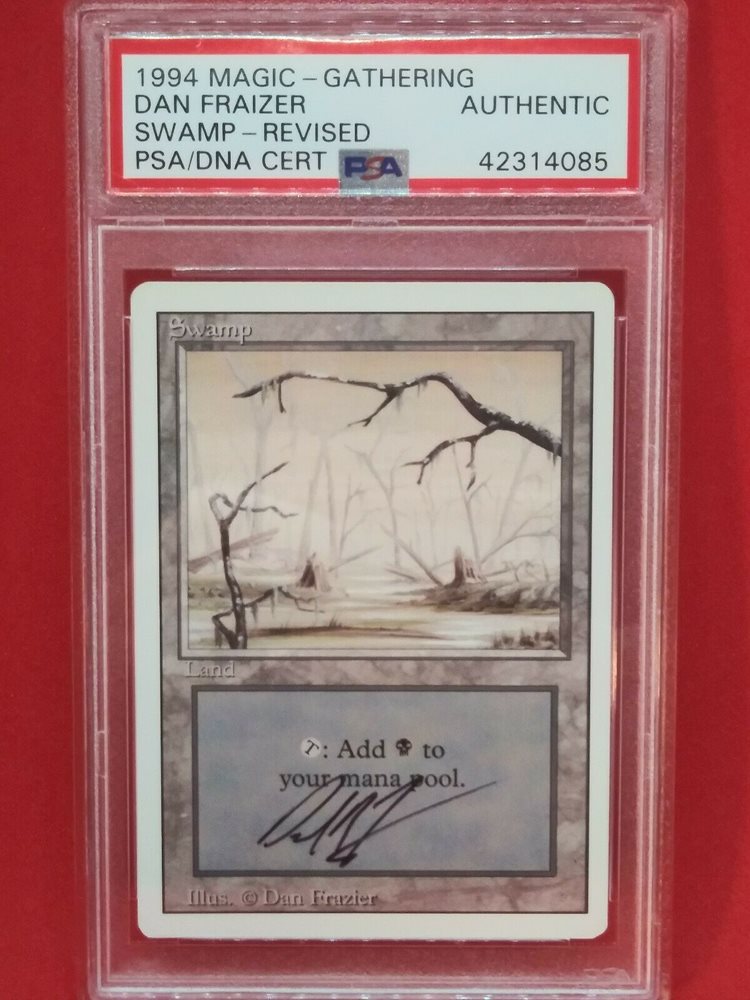 1994 MAGIC - GATHERING
DAN FRAIZER AUTHENTIC
SWAMP - REVISED
PSA/DNA CERT PSA 42314085
Swamp
Land
T: Add to
your mana pool.
Illus. © Dan Frazier